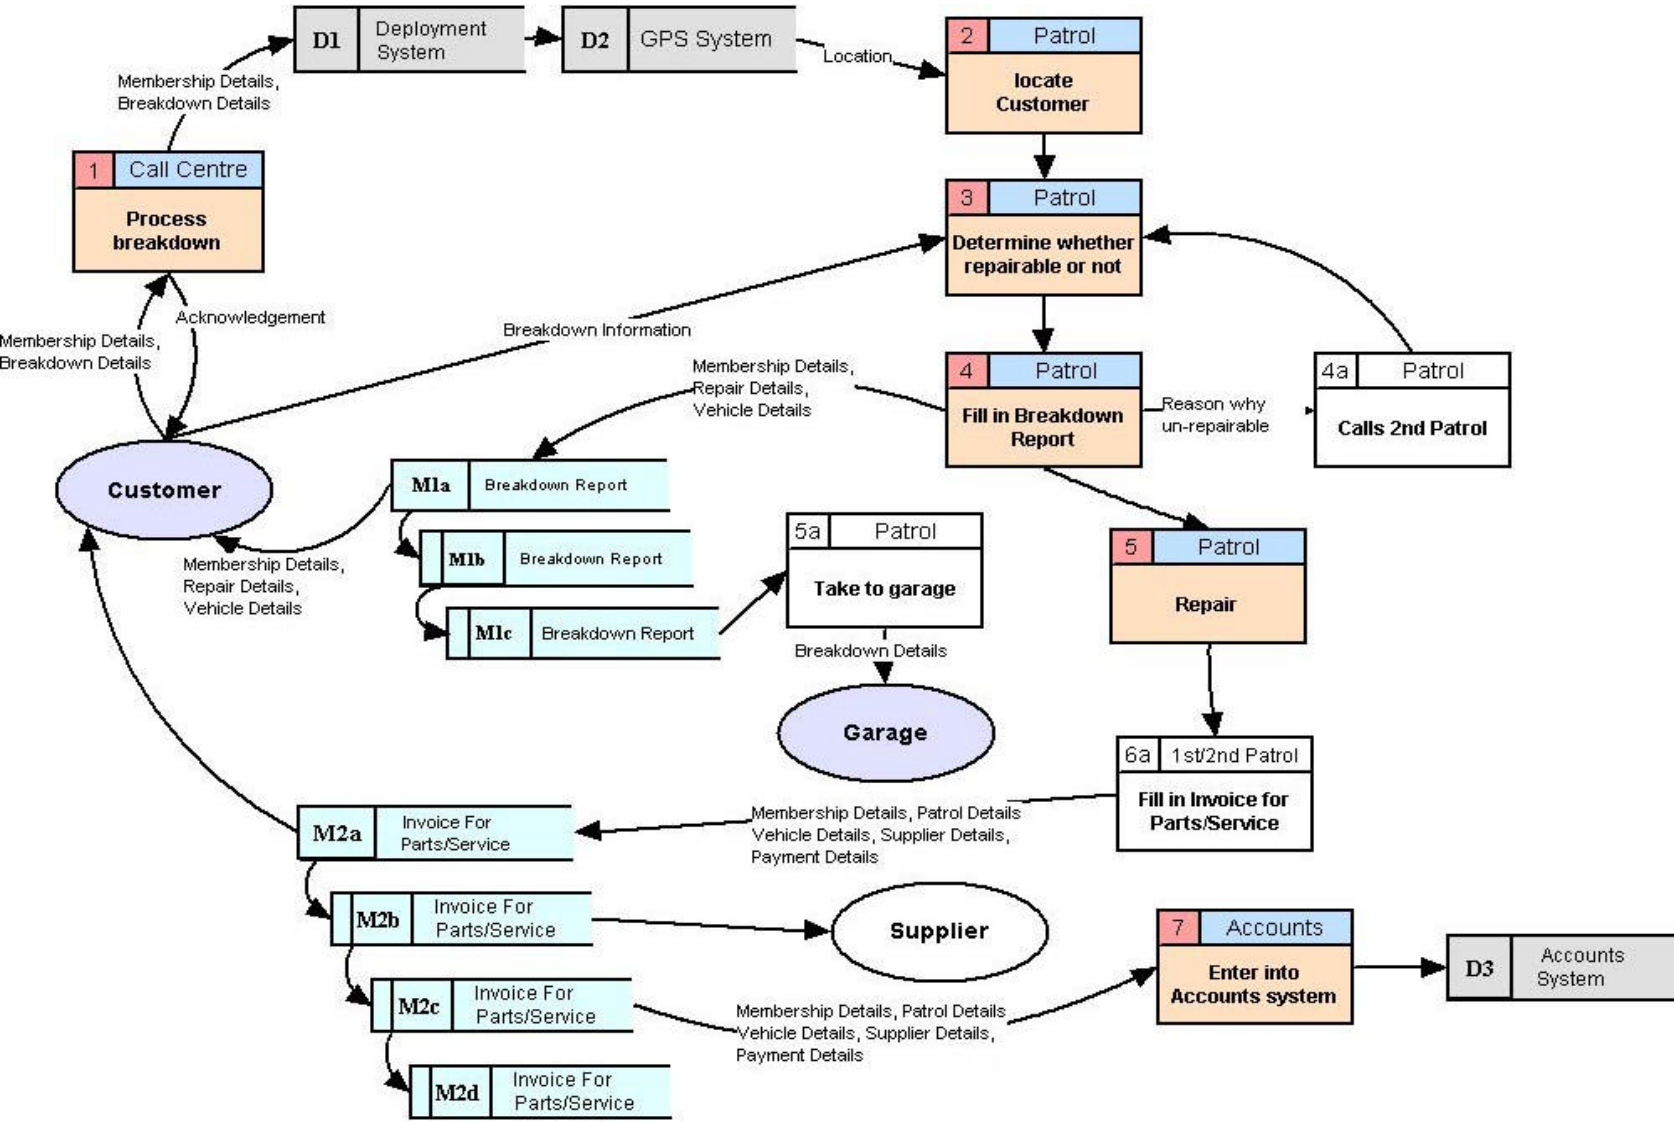 D1
Deployment
System
D2
GPS System
Location
2
Patrol
locate
Customer
Membership Details,
Breakdown Details
1
Call Centre
Process
breakdown
3
Patrol
Determine whether
repairable or not
Acknowledgement
Membership Details,
Breakdown Details
Breakdown Information
Membership Details,
Repair Details,
Vehicle Details
4
Patrol
Fill in Breakdown
Report
Reason why
un-repairable
4a
Patrol
Calls 2nd Patrol
Customer
M1a
Breakdown Report
M1b
Breakdown Report
M1c
Breakdown Report
Membership Details,
Repair Details,
Vehicle Details
5a
Patrol
Take to garage
Breakdown Details
Garage
5
Patrol
Repair
6a
1st/2nd Patrol
Fill in Invoice for
Parts/Service
Membership Details, Patrol Details
Vehicle Details, Supplier Details,
Payment Details
M2a
Invoice For
Parts/Service
M2b
Invoice For
Parts/Service
Supplier
M2c
Invoice For
Parts/Service
Membership Details, Patrol Details
Vehicle Details, Supplier Details,
Payment Details
7
Accounts
Enter into
Accounts system
D3
Accounts
System
M2d
Invoice For
Parts/Service